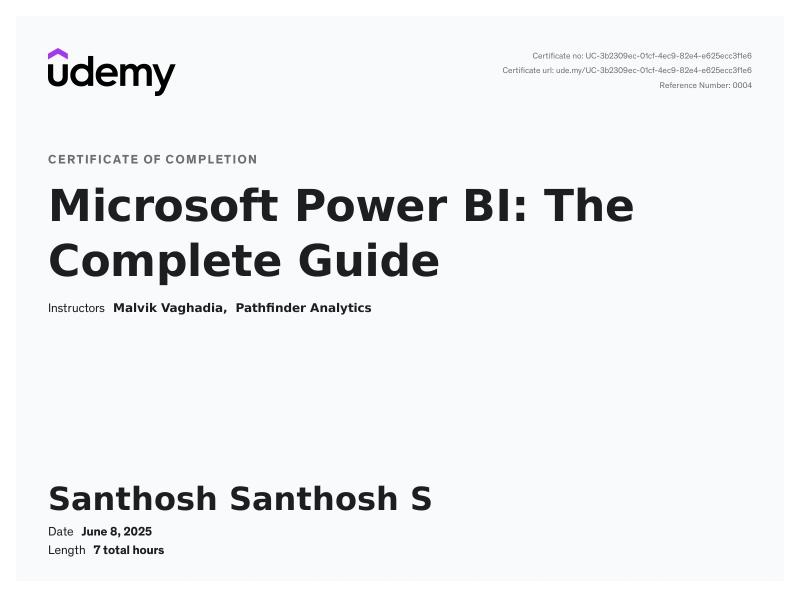 udemy
Certificate no: UC-3b2309ec-01cf-4ec9-82e4-e625ecc3f1e6
Certificate url: ude.my/UC-3b2309ec-01cf-4ec9-82e4-e625ecc3f1e6
Reference Number: 0004
CERTIFICATE OF COMPLETION
Microsoft Power BI: The
Complete Guide
Instructors Malvik Vaghadia, Pathfinder Analytics
Santhosh Santhosh S
Date June 8, 2025
Length 7 total hours